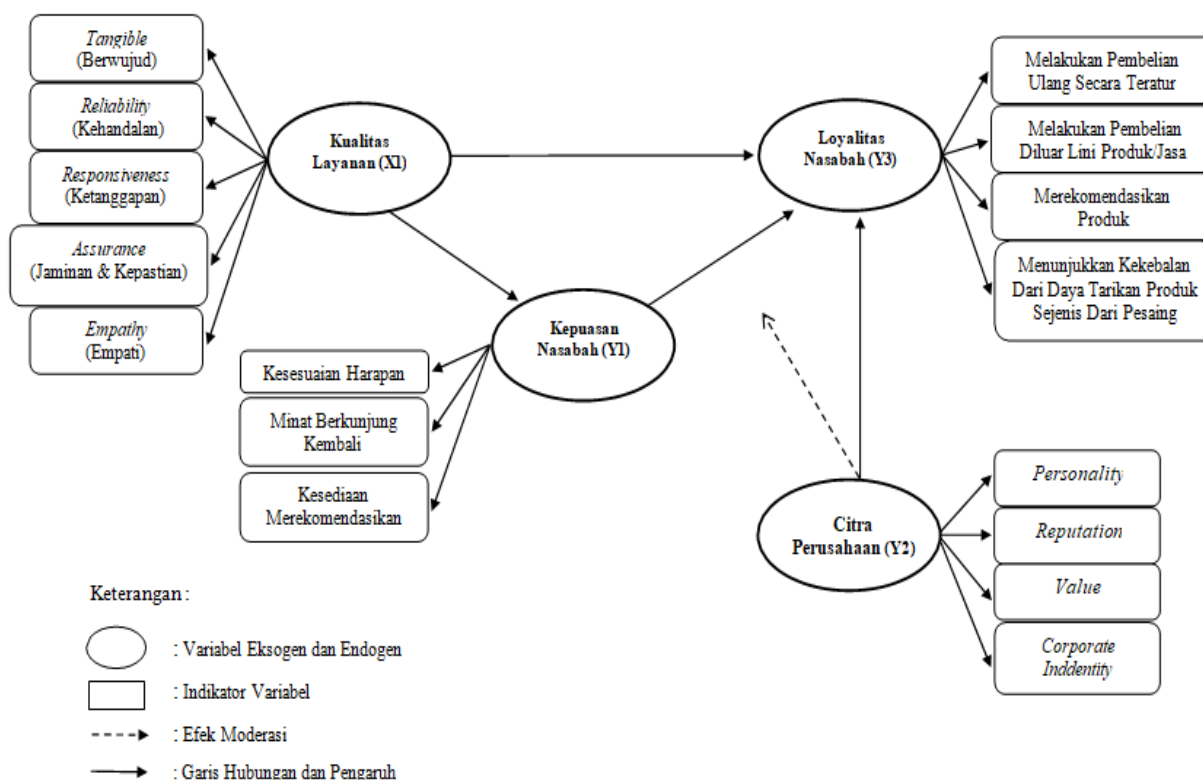 Tangible
(Berwujud)
Reliability
(Kehandalan)
Responsiveness
(Ketanggapan)
Assurance
(Jaminan & Kepastian)
Empathy
(Empati)
Kualitas
Layanan (X1)
Loyalitas
Nasabah (Y3)
Melakukan Pembelian
Ulang Secara Teratur
Melakukan Pembelian
Diluar Lini Produk/Jasa
Merekomendasikan
Produk
Menunjukkan Kekebalan
Dari Daya Tarikan Produk
Sejenis Dari Pesaing
Kepuasan
Nasabah (Y1)
Kesesuaian Harapan
Minat Berkunjung
Kembali
Kesediaan
Merekomendasikan
Citra
Perusahaan (Y2)
Personality
Reputation
Value
Corporate
Inddentity
Keterangan :
: Variabel Eksogen dan Endogen
: Indikator Variabel
: Efek Moderasi
: Garis Hubungan dan Pengaruh